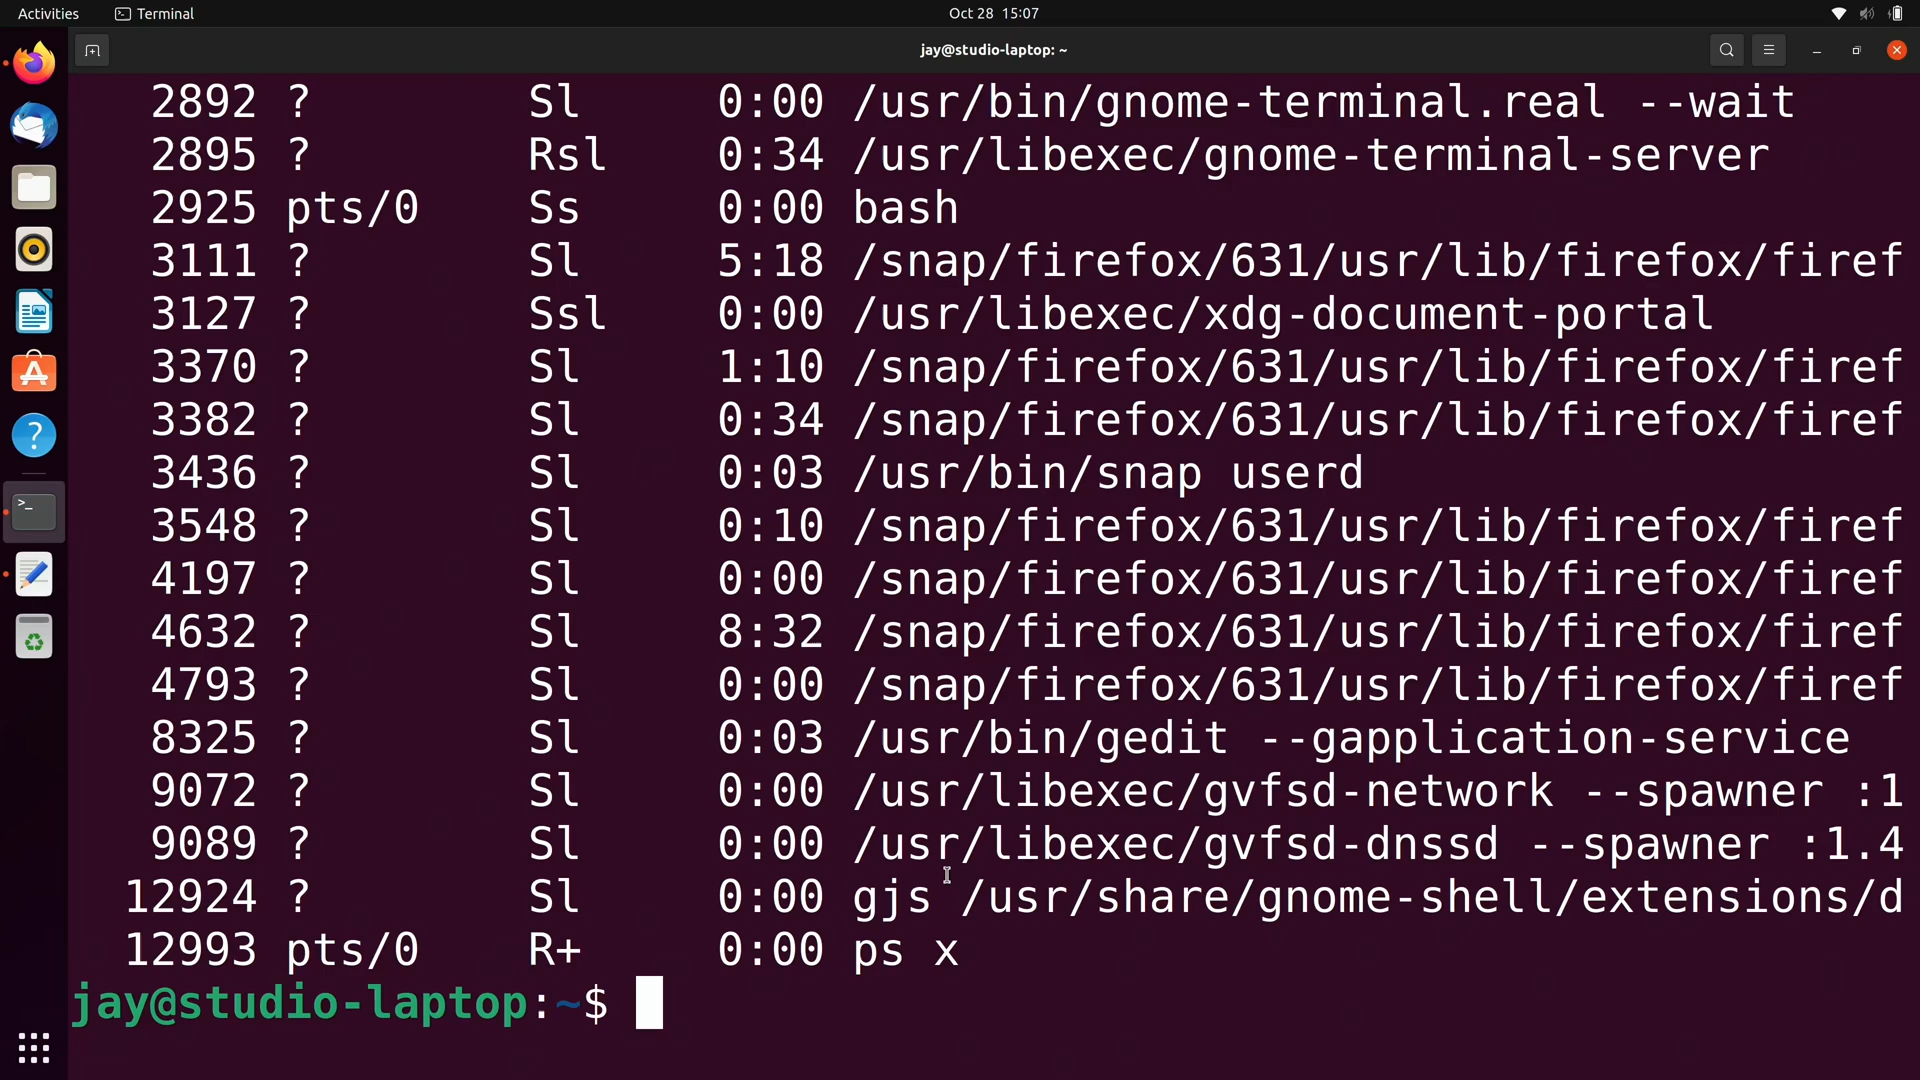 Activities Terminal Oct 28 15:07
jay@studio-laptop: ~
2892 ? Sl 0:00 /usr/bin/gnome-terminal.real --wait
2895 ? Rsl 0:34 /usr/libexec/gnome-terminal-server
2925 pts/0 Ss 0:00 bash
3111 ? Sl 5:18 /snap/firefox/631/usr/lib/firefox/firef
3127 ? Ssl 0:00 /usr/libexec/xdg-document-portal
3370 ? Sl 1:10 /snap/firefox/631/usr/lib/firefox/firef
3382 ? Sl 0:34 /snap/firefox/631/usr/lib/firefox/firef
3436 ? Sl 0:03 /usr/bin/snap userd
3548 ? Sl 0:10 /snap/firefox/631/usr/lib/firefox/firef
4197 ? Sl 0:00 /snap/firefox/631/usr/lib/firefox/firef
4632 ? Sl 8:32 /snap/firefox/631/usr/lib/firefox/firef
4793 ? Sl 0:00 /snap/firefox/631/usr/lib/firefox/firef
8325 ? Sl 0:03 /usr/bin/gedit --gapplication-service
9072 ? Sl 0:00 /usr/libexec/gvfsd-network --spawner :1
9089 ? Sl 0:00 /usr/libexec/gvfsd-dnssd --spawner :1.4
12924 ? Sl 0:00 gjs /usr/share/gnome-shell/extensions/d
12993 pts/0 R+ 0:00 ps x
jay@studio-laptop:~$